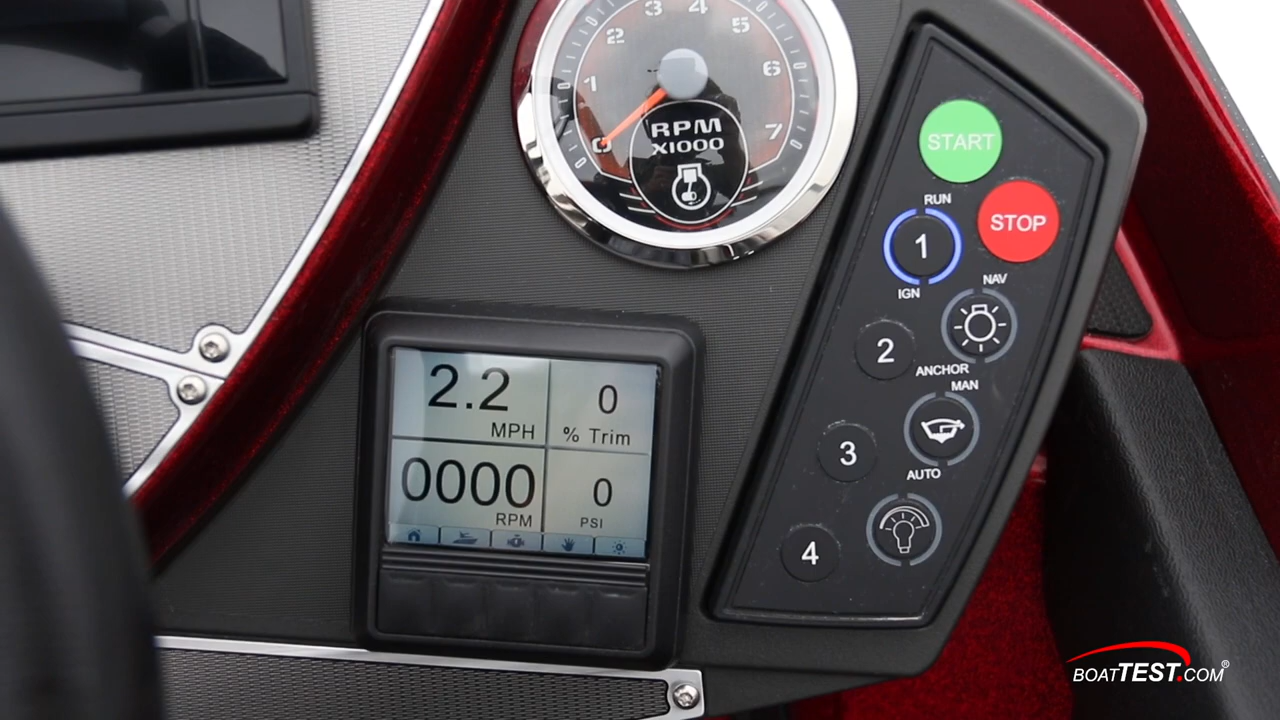 0 1 2 3 4 5 6 7
RPM
X1000
START
STOP
RUN
1
IGN
NAV
2
ANCHOR
MAN
3
AUTO
4
2.2
MPH
0
% Trim
0000
RPM
0
PSI
BOATTEST.COM®